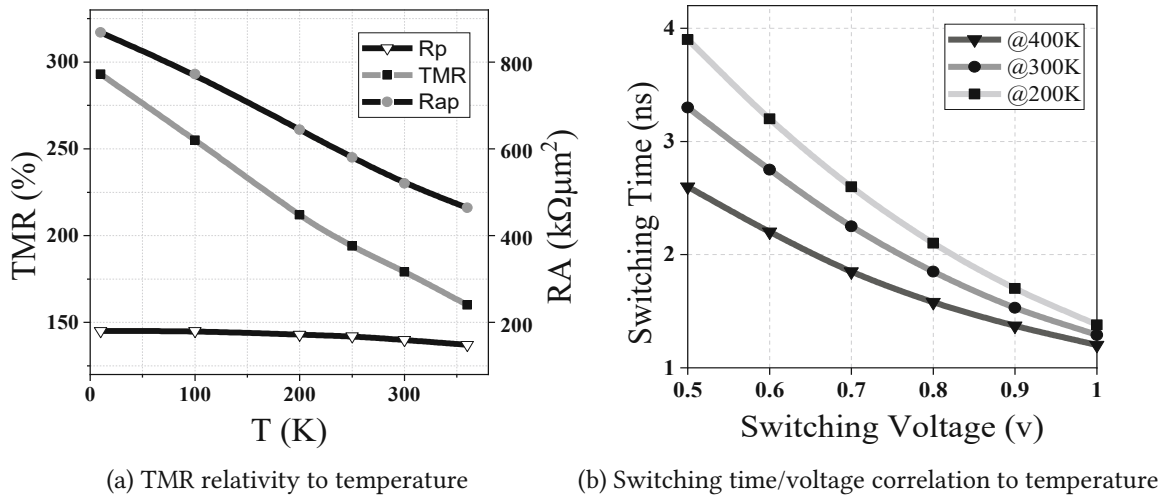 TMR (%)
300
250
200
150
0
100
200
300
T (K)
Rp
TMR
Rap
800
600
400
200
RA (kΩμm²)
(a) TMR relativity to temperature
Switching Time (ns)
4
3
2
1
0.5
0.6
0.7
0.8
0.9
1
Switching Voltage (v)
@400K
@300K
@200K
(b) Switching time/voltage correlation to temperature